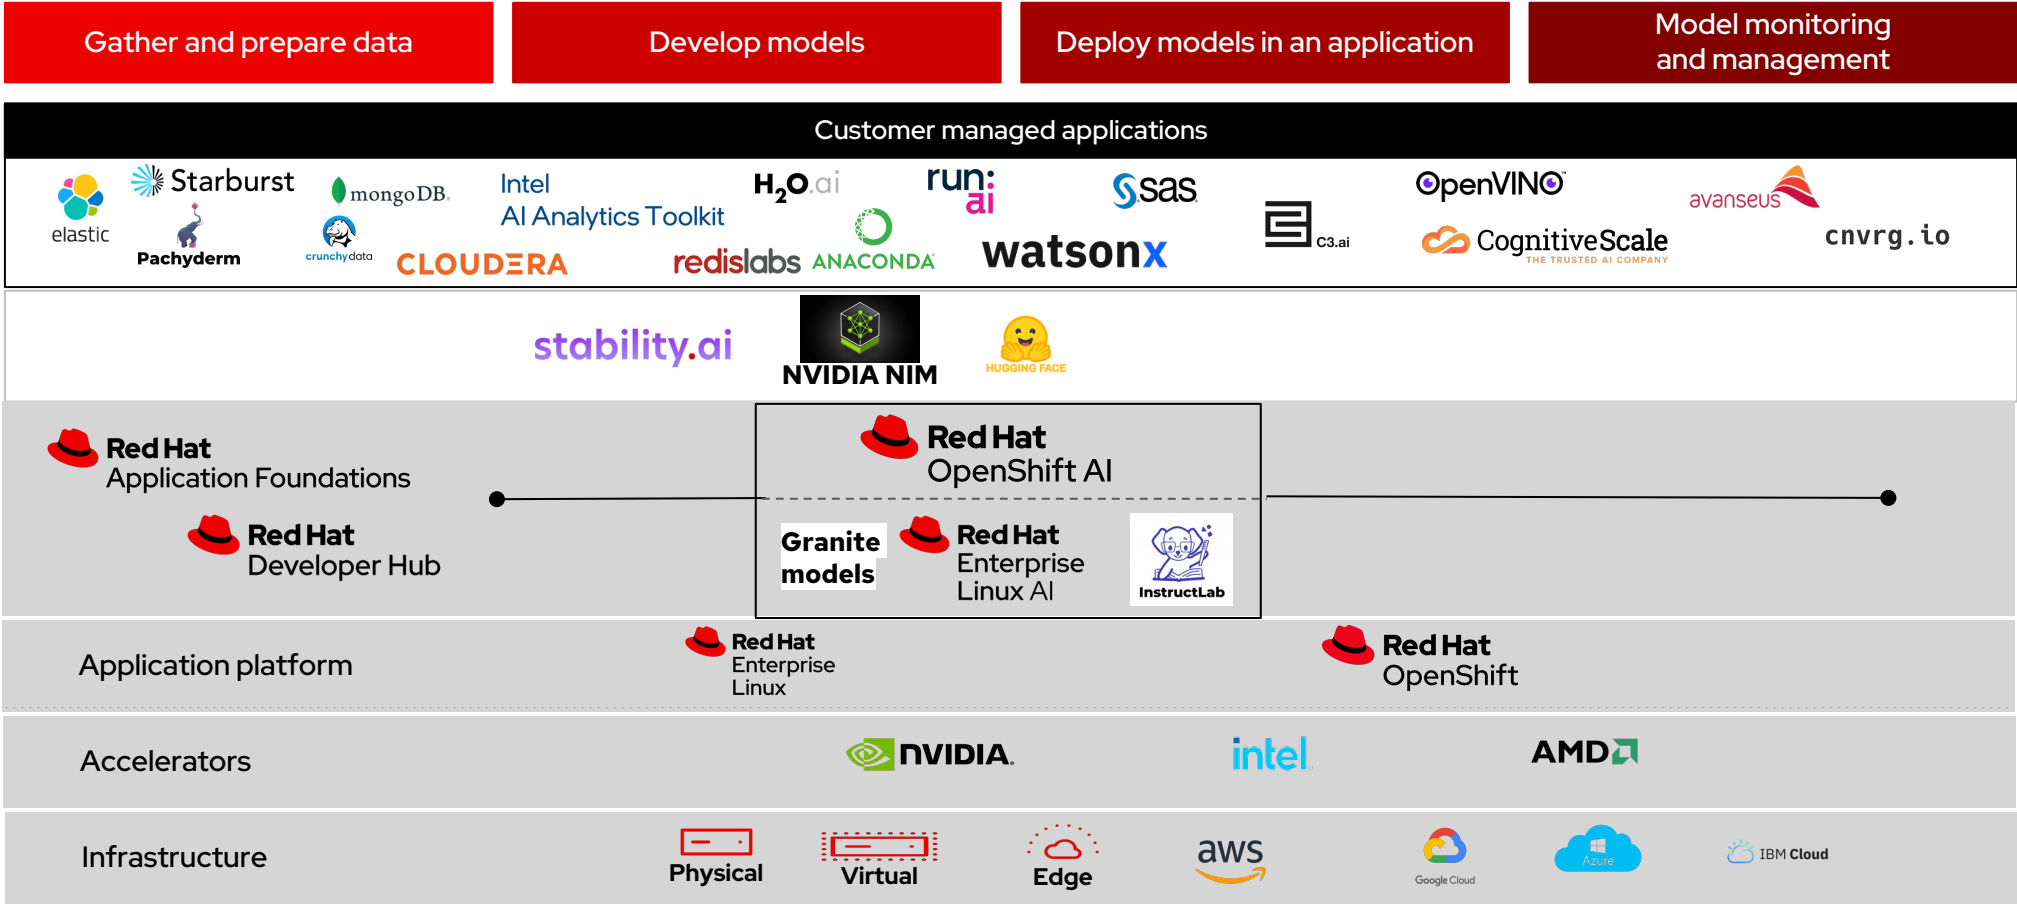 Gather and prepare data
Develop models
Deploy models in an application
Model monitoring
and management
Customer managed applications
elastic
Starburst
Pachyderm
mongoDB.
crunchydata
CLOUDERA
Intel
AI Analytics Toolkit
redislabs
H2O.ai
ANACONDA
run:
ai
watsonx
sas
C3.ai
OpenVINO
CognitiveScale
THE TRUSTED AI COMPANY
avanseus
cnvrg.io
stability.ai
NVIDIA NIM
HUGGING FACE
Red Hat
Application Foundations
Red Hat
Developer Hub
Red Hat
OpenShift AI
Granite
models
Red Hat
Enterprise
Linux AI
InstructLab
Application platform
Red Hat
Enterprise
Linux
Red Hat
OpenShift
Accelerators
NVIDIA.
intel
AMD
Infrastructure
Physical
Virtual
Edge
aws
Google Cloud
Azure
IBM Cloud